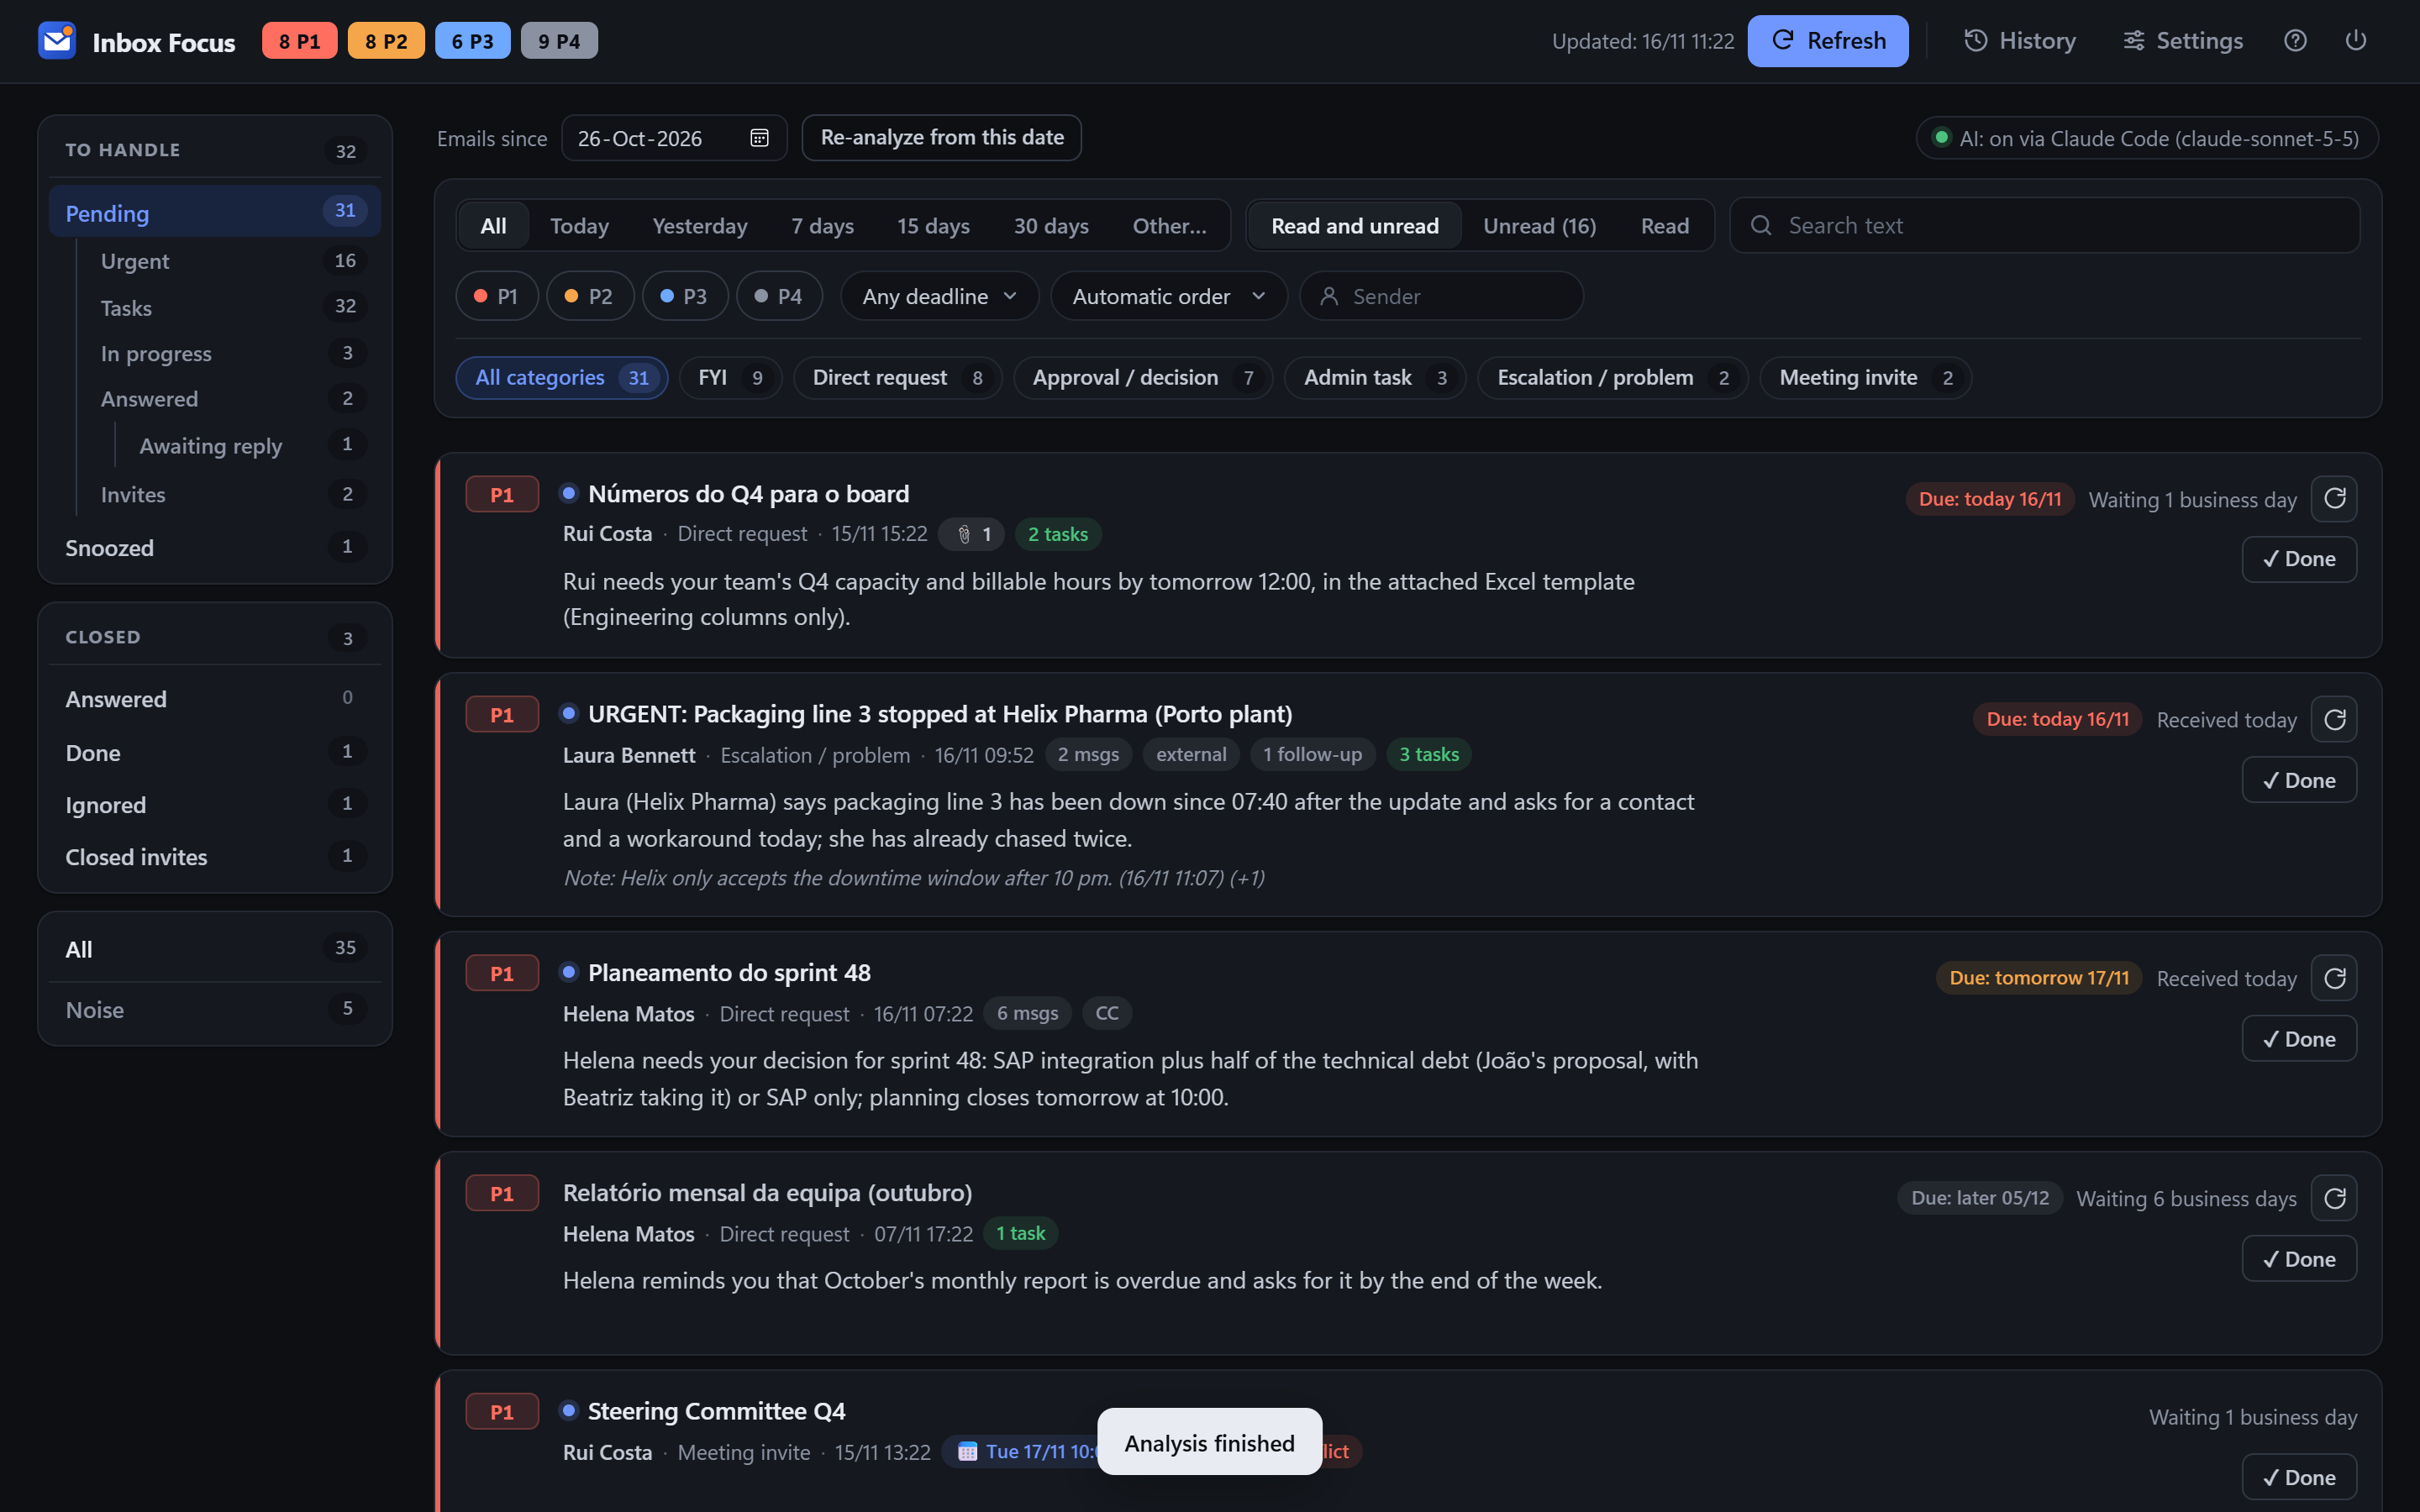 Inbox Focus 8 P1 8 P2 6 P3 9 P4 Updated: 16/11 11:22 Refresh History Settings
TO HANDLE 32
Pending 31
Urgent 16
Tasks 32
In progress 3
Answered 2
Awaiting reply 1
Invites 2
Snoozed 1
CLOSED 3
Answered 0
Done 1
Ignored 1
Closed invites 1
All 35
Noise 5
Emails since 26-Oct-2026 Re-analyze from this date AI: on via Claude Code (claude-sonnet-5-5)
All Today Yesterday 7 days 15 days 30 days Other... Read and unread Unread (16) Read Search text
P1 P2 P3 P4 Any deadline Automatic order Sender
All categories 31 FYI 9 Direct request 8 Approval / decision 7 Admin task 3 Escalation / problem 2 Meeting invite 2
P1 Números do Q4 para o board Due: today 16/11 Waiting 1 business day
Rui Costa · Direct request · 15/11 15:22 1 2 tasks
✓ Done
Rui needs your team's Q4 capacity and billable hours by tomorrow 12:00, in the attached Excel template
(Engineering columns only).
P1 URGENT: Packaging line 3 stopped at Helix Pharma (Porto plant) Due: today 16/11 Received today
Laura Bennett · Escalation / problem · 16/11 09:52 2 msgs external 1 follow-up 3 tasks
✓ Done
Laura (Helix Pharma) says packaging line 3 has been down since 07:40 after the update and asks for a contact
and a workaround today; she has already chased twice.
Note: Helix only accepts the downtime window after 10 pm. (16/11 11:07) (+1)
P1 Planeamento do sprint 48 Due: tomorrow 17/11 Received today
Helena Matos · Direct request · 16/11 07:22 6 msgs CC
✓ Done
Helena needs your decision for sprint 48: SAP integration plus half of the technical debt (João's proposal, with
Beatriz taking it) or SAP only; planning closes tomorrow at 10:00.
P1 Relatório mensal da equipa (outubro) Due: later 05/12 Waiting 6 business days
Helena Matos · Direct request · 07/11 17:22 1 task
✓ Done
Helena reminds you that October's monthly report is overdue and asks for it by the end of the week.
P1 Steering Committee Q4 Waiting 1 business day
Rui Costa · Meeting invite · 15/11 13:22 Tue 17/11
Analysis finished
✓ Done